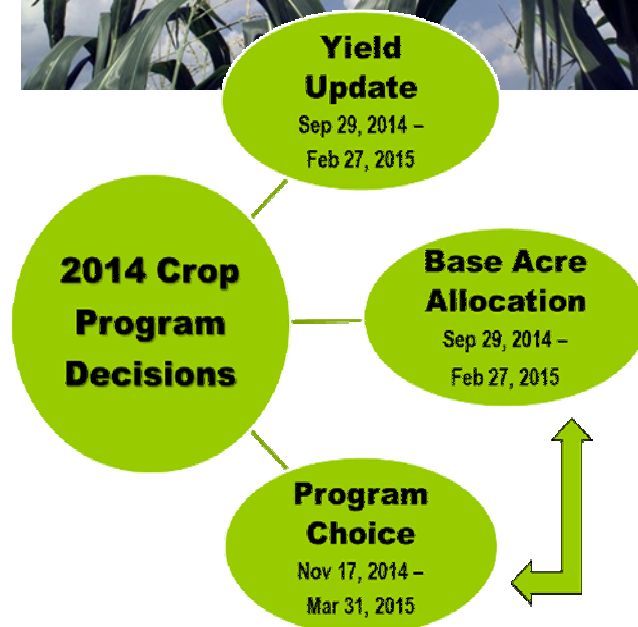 Yield
Update
Sep 29, 2014 –
Feb 27, 2015
2014 Crop
Program
Decisions
Base Acre
Allocation
Sep 29, 2014 –
Feb 27, 2015
Program
Choice
Nov 17, 2014 –
Mar 31, 2015